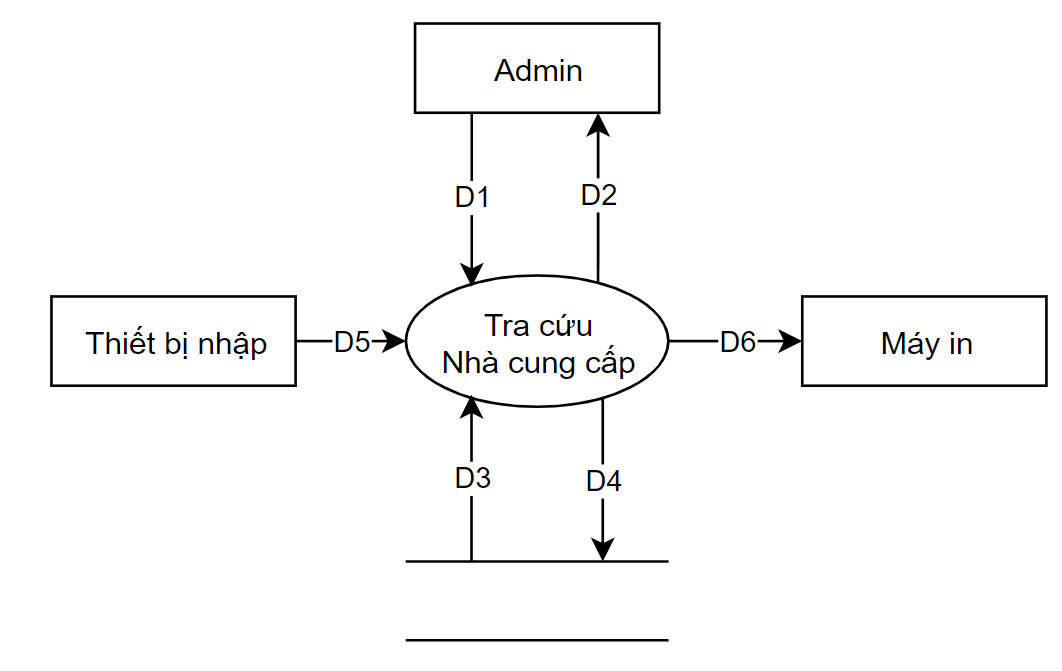 Admin
D1
D2
Thiết bị nhập
D5
Tra cứu
Nhà cung cấp
D6
Máy in
D3
D4